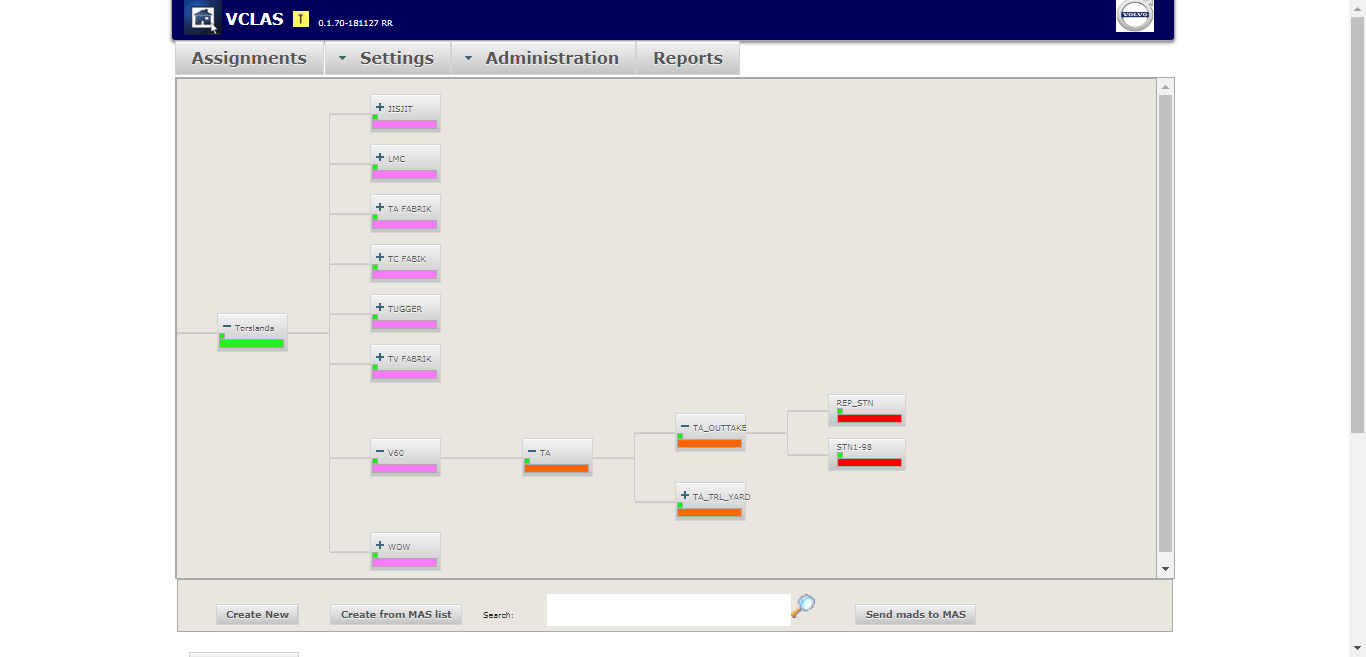 VCLAS T 0.1.70-181127 RR
VOLVO
Assignments Settings Administration Reports
JISJIT
LMC
TA FABRIK
TC FABIK
TUGGER
Torslanda
TV FABRIK
REP_STN
TA_OUTTAKE
STN1-98
V60 TA
TA_TRL_YARD
WOW
Create New Create from MAS list Search: Send mads to MAS